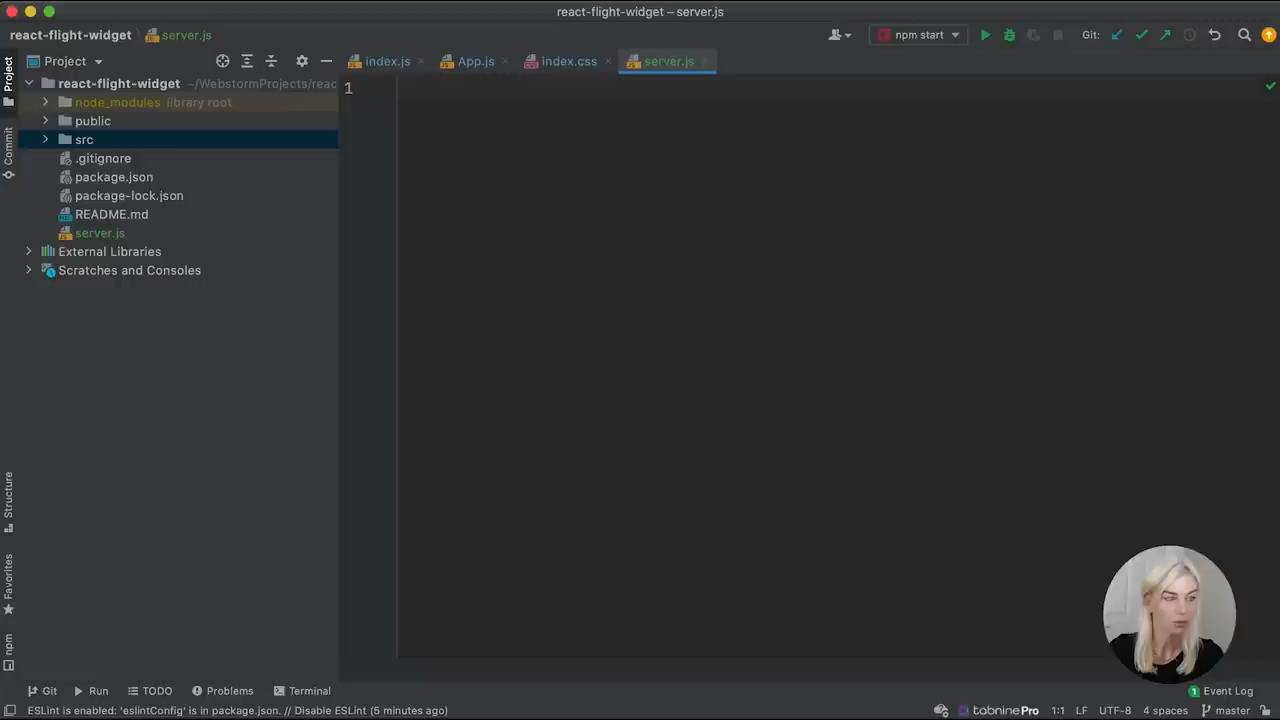 react-flight-widget – server.js
react-flight-widget server.js npm start Git:
Project index.js App.js index.css server.js
Project
Commit
Structure
Favorites
npm
react-flight-widget ~/WebstormProjects/reac
node_modules library root
public
src
.gitignore
package.json
package-lock.json
README.md
server.js
External Libraries
Scratches and Consoles
1
Git Run TODO Problems Terminal 1 Event Log
ESLint is enabled: 'eslintConfig' is in package.json. // Disable ESLint (5 minutes ago) tabninePro 1:1 LF UTF-8 4 spaces master